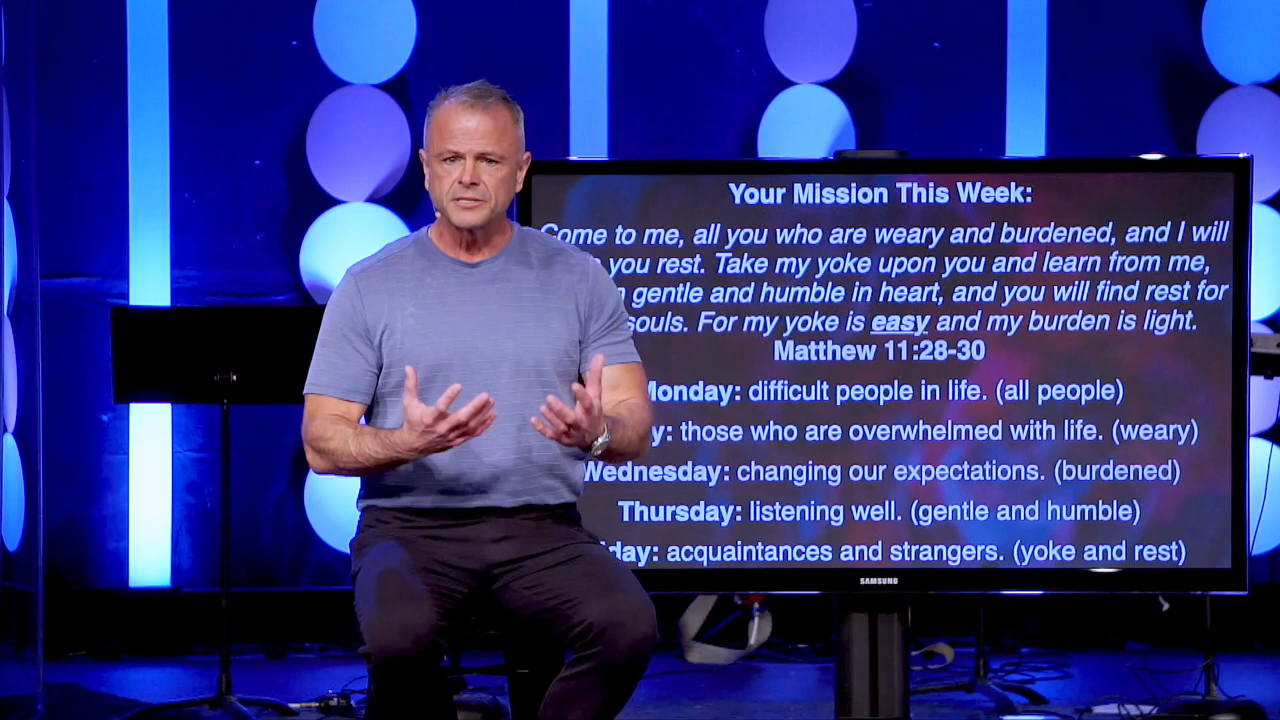 Your Mission This Week:
Come to me, all you who are weary and burdened, and I will
you rest. Take my yoke upon you and learn from me,
gentle and humble in heart, and you will find rest for
souls. For my yoke is easy and my burden is light.
Matthew 11:28-30
Monday: difficult people in life. (all people)
those who are overwhelmed with life. (weary)
Wednesday: changing our expectations. (burdened)
Thursday: listening well. (gentle and humble)
acquaintances and strangers. (yoke and rest)
SAMSUNG